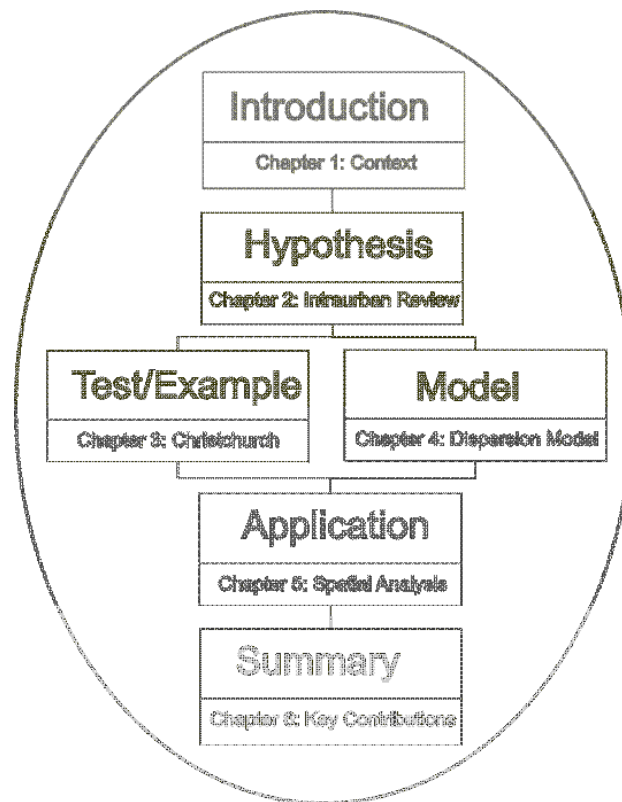 Introduction
Chapter 1: Context
Hypothesis
Chapter 2: Intraurban Review
Test/Example
Chapter 3: Christchurch
Model
Chapter 4: Dispersion Model
Application
Chapter 5: Spatial Analysis
Summary
Chapter 6: Key Contributions